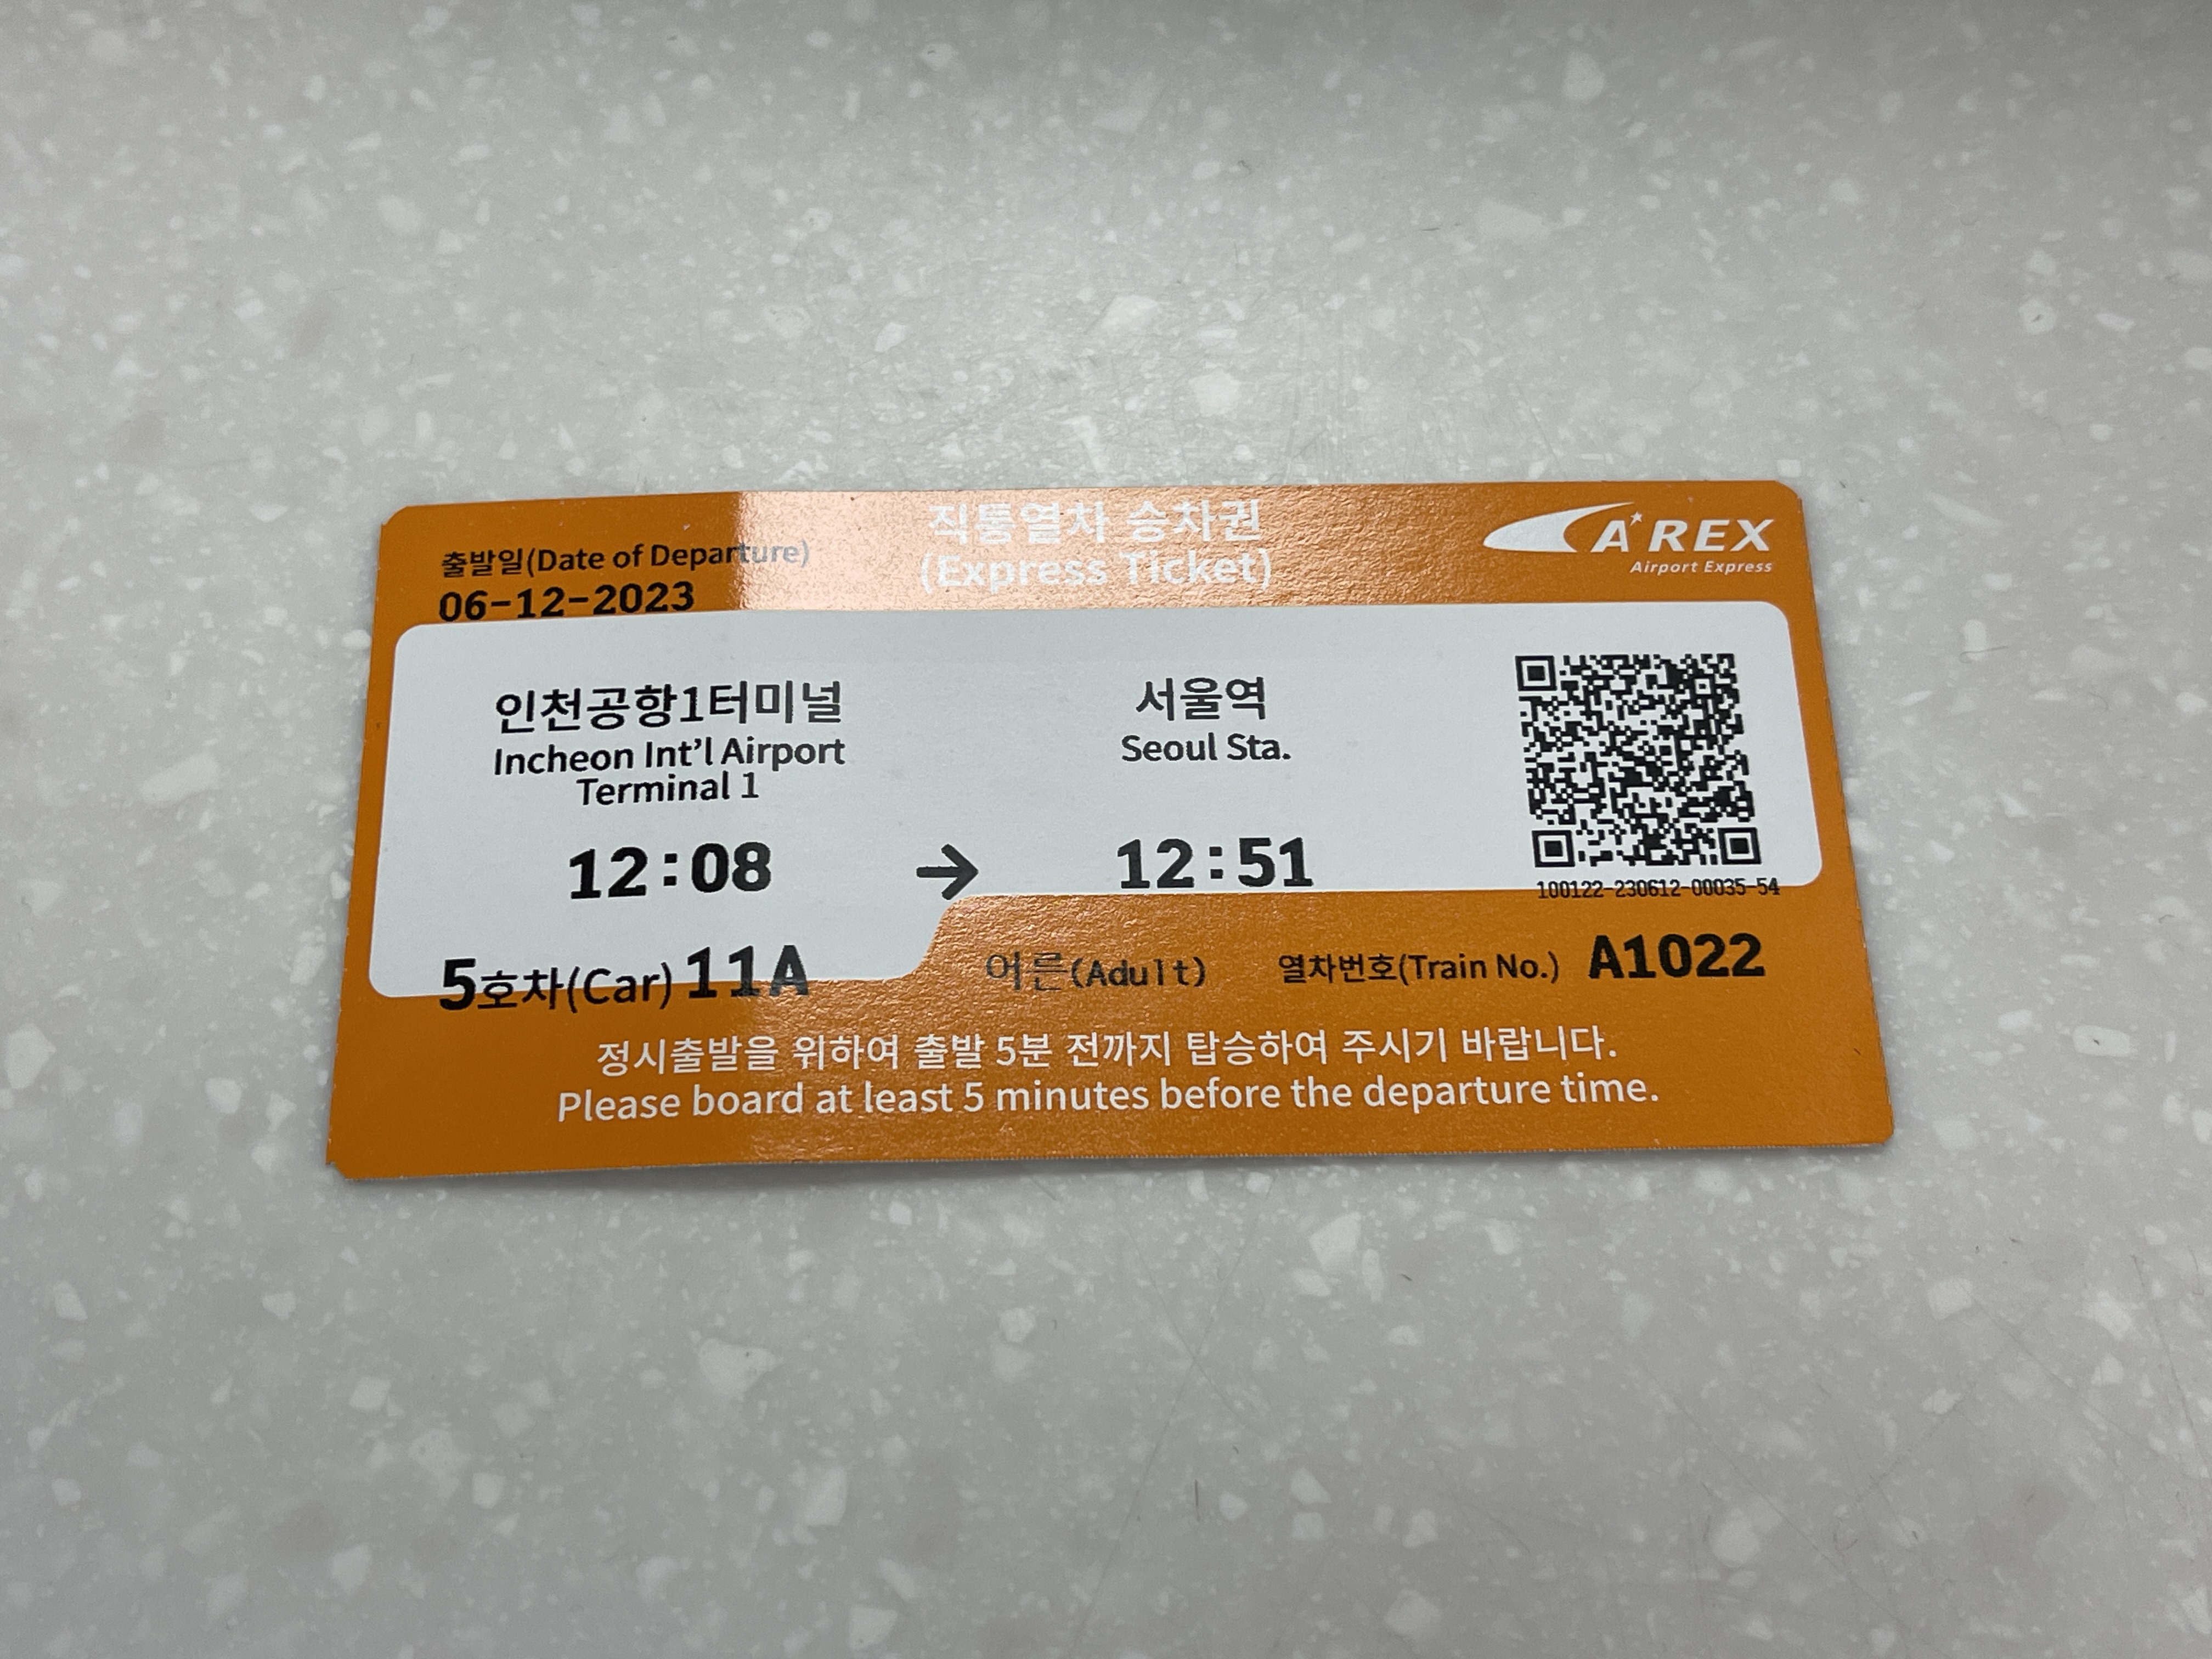 직통열차 승차권
(Express Ticket)
A'REX
Airport Express
출발일(Date of Departure)
06-12-2023
인천공항1터미널
Incheon Int'l Airport
Terminal 1
12:08
→
서울역
Seoul Sta.
12:51
100122-230612-00035-54
5호차(Car) 11A
어른(Adult)
열차번호(Train No.) A1022
정시출발을 위하여 출발 5분 전까지 탑승하여 주시기 바랍니다.
Please board at least 5 minutes before the departure time.